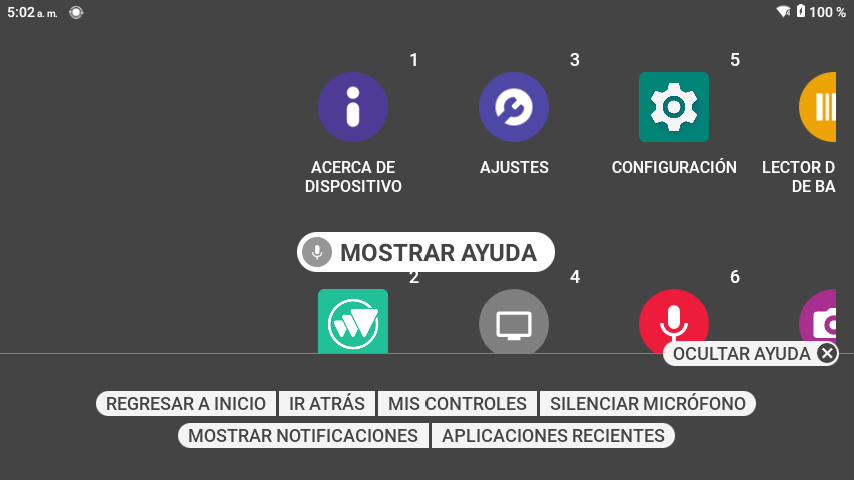 5:02 a. m.
100 %
1
3
5
ACERCA DE
DISPOSITIVO
AJUSTES
CONFIGURACIÓN
LECTOR D
DE BA
MOSTRAR AYUDA
2
4
6
OCULTAR AYUDA
REGRESAR A INICIO
IR ATRÁS
MIS CONTROLES
SILENCIAR MICRÓFONO
MOSTRAR NOTIFICACIONES
APLICACIONES RECIENTES